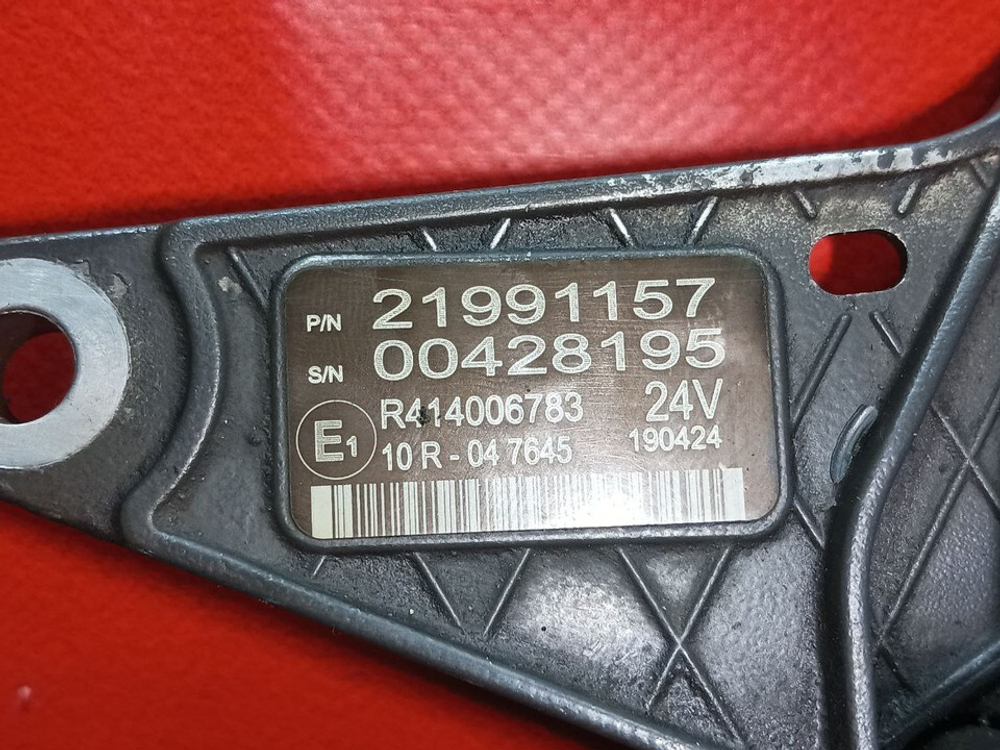 P/N 21991157
S/N 00428195
R414006783 24V
E1 10 R - 04 7645 190424